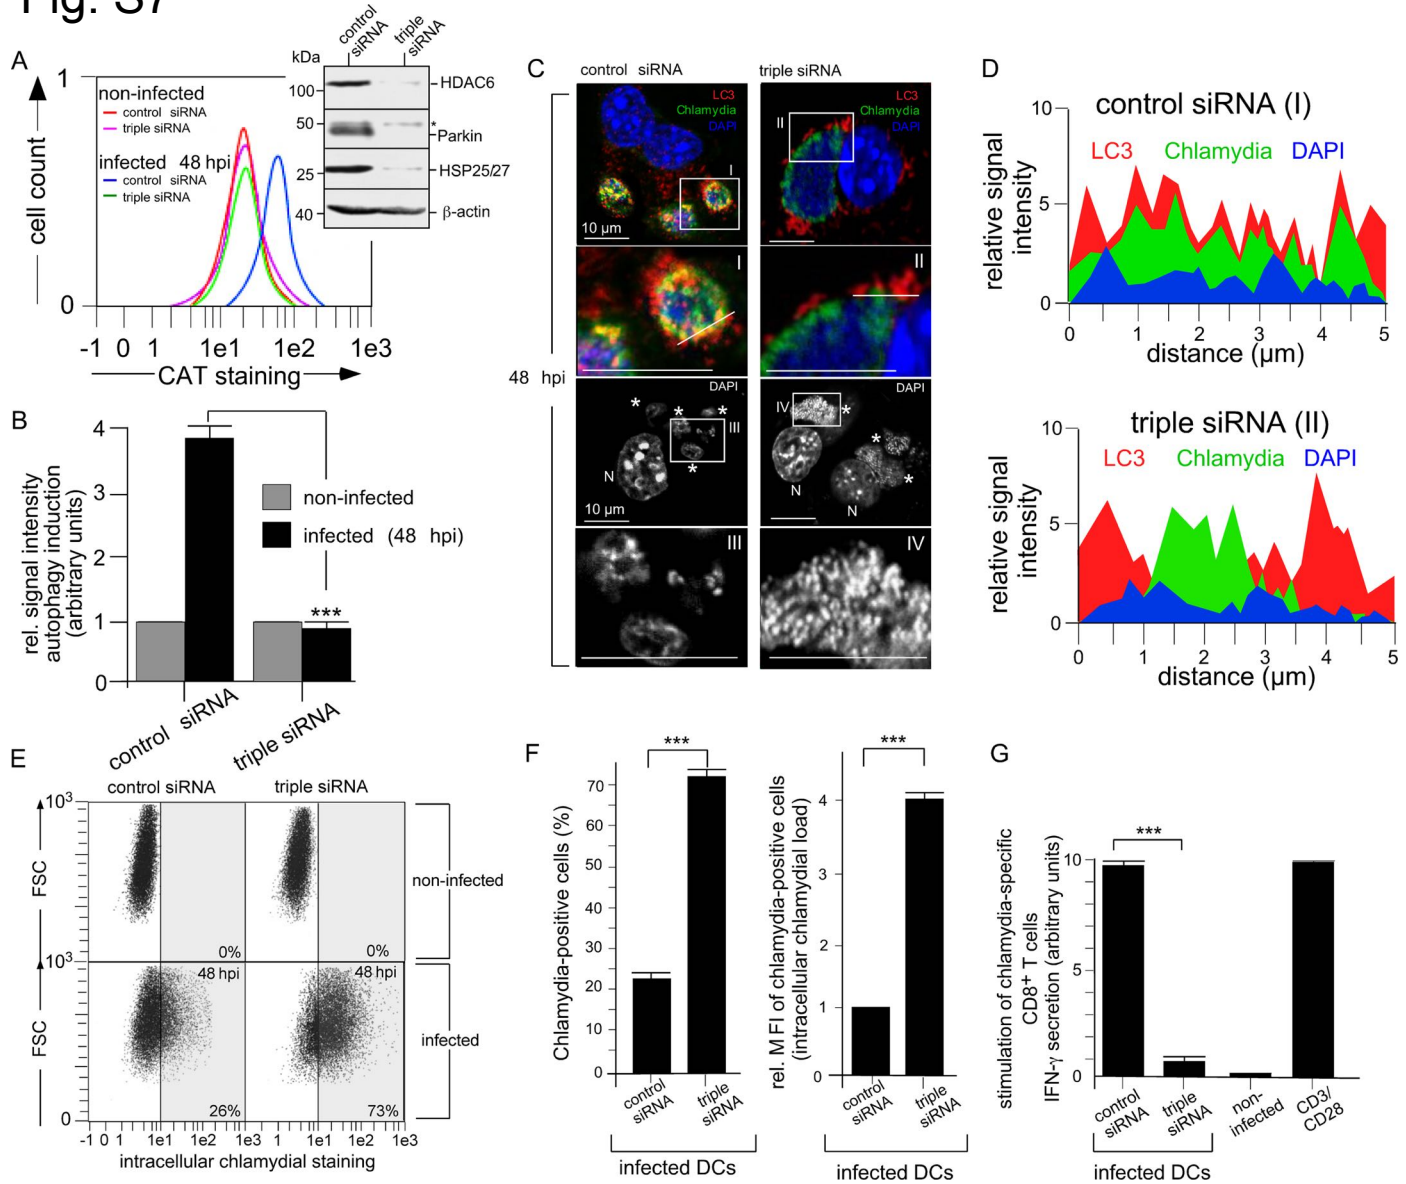 Fig. S7
A
1
cell count
0
non-infected
control siRNA
triple siRNA
infected 48 hpi
control siRNA
triple siRNA
-1 0 1 1e1 1e2 1e3
CAT staining
control siRNA
triple siRNA
kDa
100
HDAC6
50
*
Parkin
25
HSP25/27
40
β-actin
B
rel. signal intensity
autophagy induction
(arbitrary units)
4
3
2
1
0
non-infected
infected (48 hpi)
***
control siRNA
triple siRNA
C
control siRNA
triple siRNA
48 hpi
LC3
Chlamydia
DAPI
I
10 µm
LC3
Chlamydia
DAPI
II
I
II
DAPI
* * *
III
*
N
10 µm
DAPI
IV
*
*
*
N
N
III
IV
D
control siRNA (I)
LC3 Chlamydia DAPI
relative signal
intensity
10
5
0
0 1 2 3 4 5
distance (µm)
triple siRNA (II)
LC3 Chlamydia DAPI
relative signal
intensity
10
5
0
0 1 2 3 4 5
distance (µm)
E
control siRNA
triple siRNA
FSC
10³
0%
0%
non-infected
FSC
10³
0
48 hpi
26%
48 hpi
73%
infected
-1 0 1 1e1 1e2 1e3
-1 0 1 1e1 1e2 1e3
intracellular chlamydial staining
F
Chlamydia-positive cells (%)
70
60
50
40
30
20
10
0
***
control
siRNA
triple
siRNA
infected DCs
rel. MFI of chlamydia-positive cells
(intracellular chlamydial load)
4
3
2
1
0
***
control
siRNA
triple
siRNA
infected DCs
G
stimulation of chlamydia-specific
CD8⁺ T cells
IFN-γ secretion (arbitrary units)
10
5
0
***
control
siRNA
triple
siRNA
non-
infected
CD3/
CD28
infected DCs